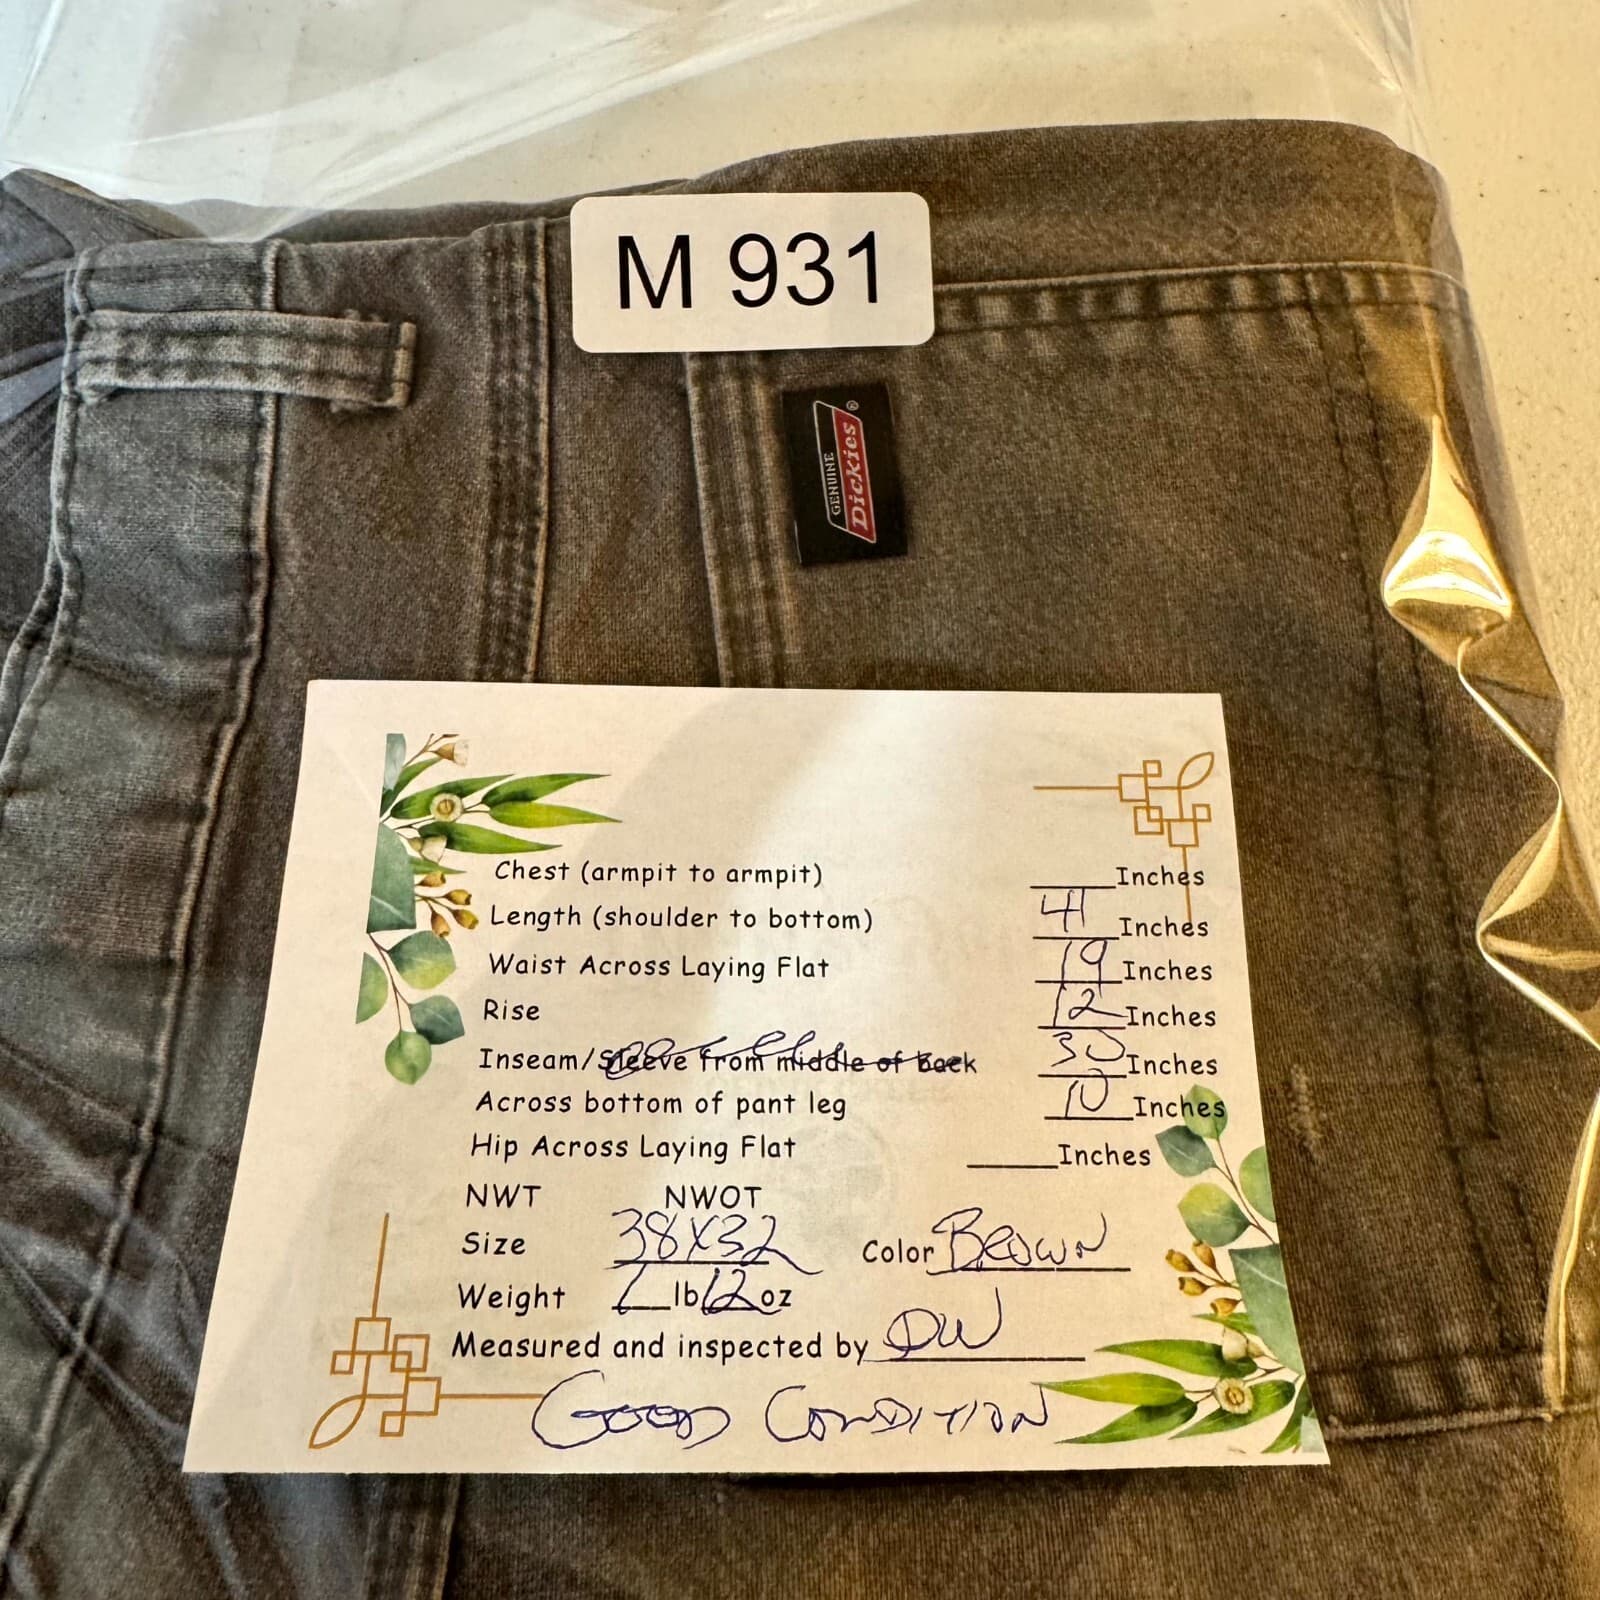 M 931
GENUINE
Dickies®
Chest (armpit to armpit) ____Inches
Length (shoulder to bottom) 41 Inches
Waist Across Laying Flat 19 Inches
Rise 12 Inches
Inseam/Sleeve from middle of back 30 Inches
Across bottom of pant leg 10 Inches
Hip Across Laying Flat ____Inches
NWT NWOT
Size 38X32 Color BROWN
Weight 1 lb 12 oz
Measured and inspected by DW
GOOD CONDITION